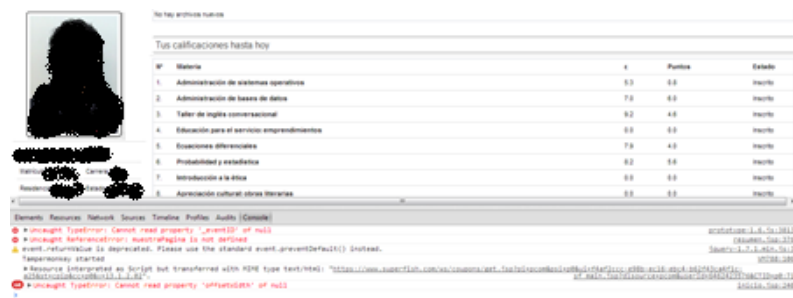 No hay archivos nuevos
Tus calificaciones hasta hoy
Nº Materia x Puntos Estado
1. Administración de sistemas operativos 5.3 0.0 Inscrito
2. Administración de bases de datos 7.0 6.0 Inscrito
3. Taller de inglés conversacional 9.2 4.6 Inscrito
4. Educación para el servicio: emprendimientos 0.0 0.0 Inscrito
5. Ecuaciones diferenciales 7.9 4.0 Inscrito
6. Probabilidad y estadística Inscrito
7. Introducción a la ética 0.0 0.0 Inscrito
8. Apreciación cultural: obras literarias 0.0 0.0 Inscrito
Carrera
Elements Resources Network Sources Timeline Profiles Audits Console
Uncaught TypeError: Cannot read property '_eventID' of null
Uncaught ReferenceError: muestraPagina is not defined
event.returnValue is deprecated. Please use the standard event.preventDefault() instead.
Tampermonkey started
Resource interpreted as Script but transferred with MIME type text/html:
Uncaught TypeError: Cannot read property 'offsetWidth' of null